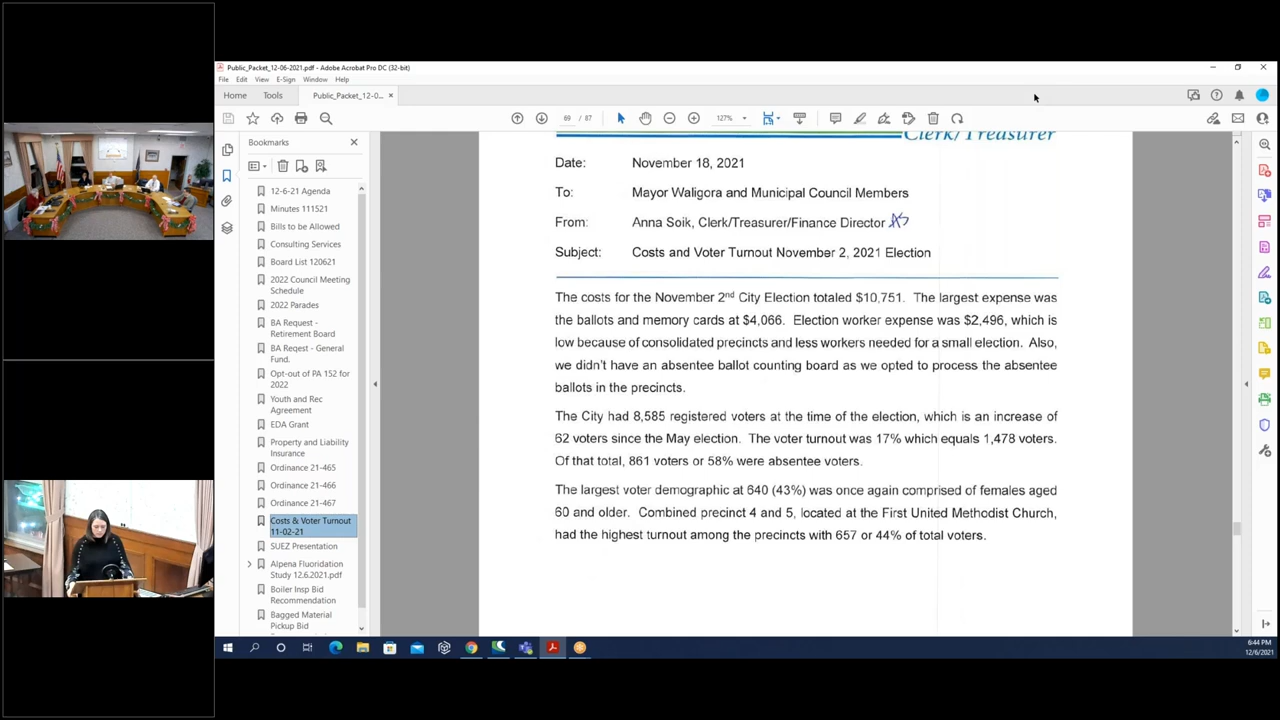 Public_Packet_12-06-2021.pdf - Adobe Acrobat Pro DC (32-bit)
File Edit View E-Sign Window Help
Home Tools Public_Packet_12-0... ×
69 / 87 127%
Bookmarks
12-6-21 Agenda
Minutes 111521
Bills to be Allowed
Consulting Services
Board List 120621
2022 Council Meeting
Schedule
2022 Parades
BA Request -
Retirement Board
BA Reqest - General
Fund.
Opt-out of PA 152 for
2022
Youth and Rec
Agreement
EDA Grant
Property and Liability
Insurance
Ordinance 21-465
Ordinance 21-466
Ordinance 21-467
Costs & Voter Turnout
11-02-21
SUEZ Presentation
Alpena Fluoridation
Study 12.6.2021.pdf
Boiler Insp Bid
Recommendation
Bagged Material
Pickup Bid
Clerk/Treasurer
Date: November 18, 2021
To: Mayor Waligora and Municipal Council Members
From: Anna Soik, Clerk/Treasurer/Finance Director
Subject: Costs and Voter Turnout November 2, 2021 Election
The costs for the November 2nd City Election totaled $10,751. The largest expense was
the ballots and memory cards at $4,066. Election worker expense was $2,496, which is
low because of consolidated precincts and less workers needed for a small election. Also,
we didn't have an absentee ballot counting board as we opted to process the absentee
ballots in the precincts.
The City had 8,585 registered voters at the time of the election, which is an increase of
62 voters since the May election. The voter turnout was 17% which equals 1,478 voters.
Of that total, 861 voters or 58% were absentee voters.
The largest voter demographic at 640 (43%) was once again comprised of females aged
60 and older. Combined precinct 4 and 5, located at the First United Methodist Church,
had the highest turnout among the precincts with 657 or 44% of total voters.
6:44 PM
12/6/2021